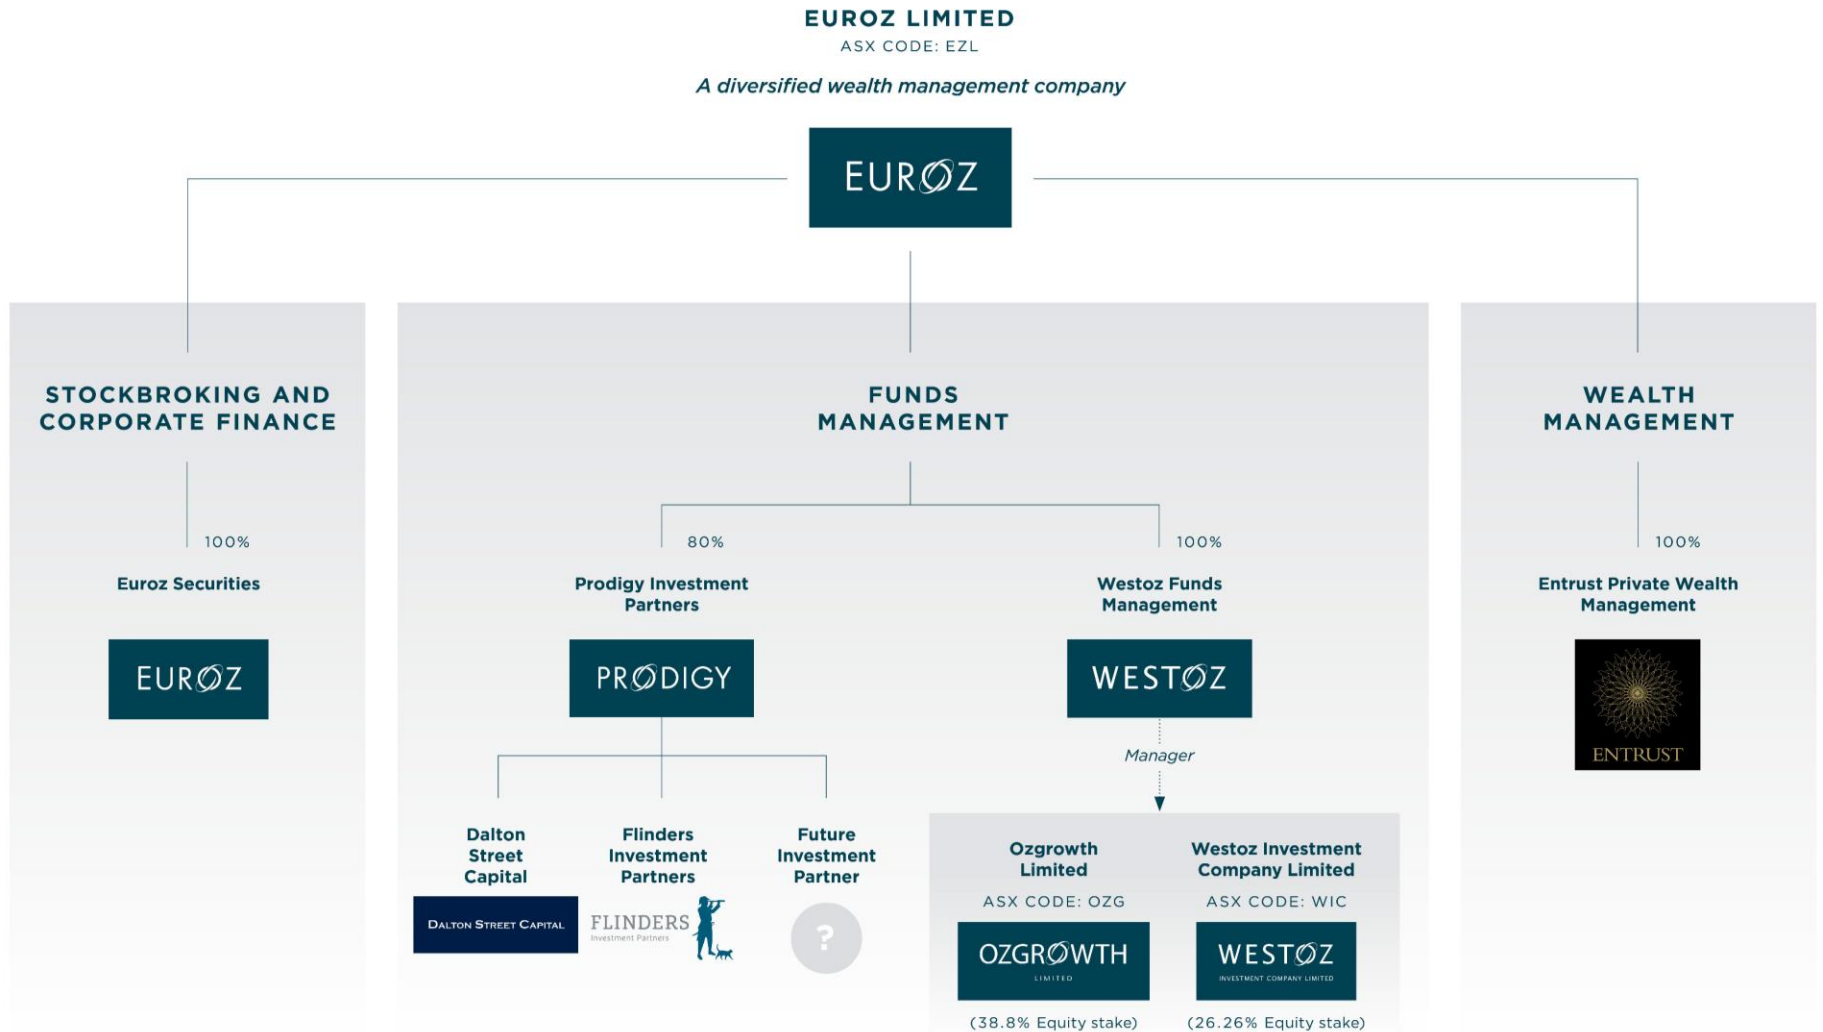 EUROZ LIMITED
ASX CODE: EZL
A diversified wealth management company
EUROZ
STOCKBROKING AND
CORPORATE FINANCE
100%
Euroz Securities
EUROZ
FUNDS
MANAGEMENT
80%
Prodigy Investment
Partners
PRODIGY
Dalton
Street
Capital
DALTON STREET CAPITAL
Flinders
Investment
Partners
FLINDERS
Investment Partners
Future
Investment
Partner
?
100%
Westoz Funds
Management
WESTOZ
Manager
Ozgrowth
Limited
ASX CODE: OZG
OZGROWTH
LIMITED
(38.8% Equity stake)
Westoz Investment
Company Limited
ASX CODE: WIC
WESTOZ
INVESTMENT COMPANY LIMITED
(26.26% Equity stake)
WEALTH
MANAGEMENT
100%
Entrust Private Wealth
Management
ENTRUST